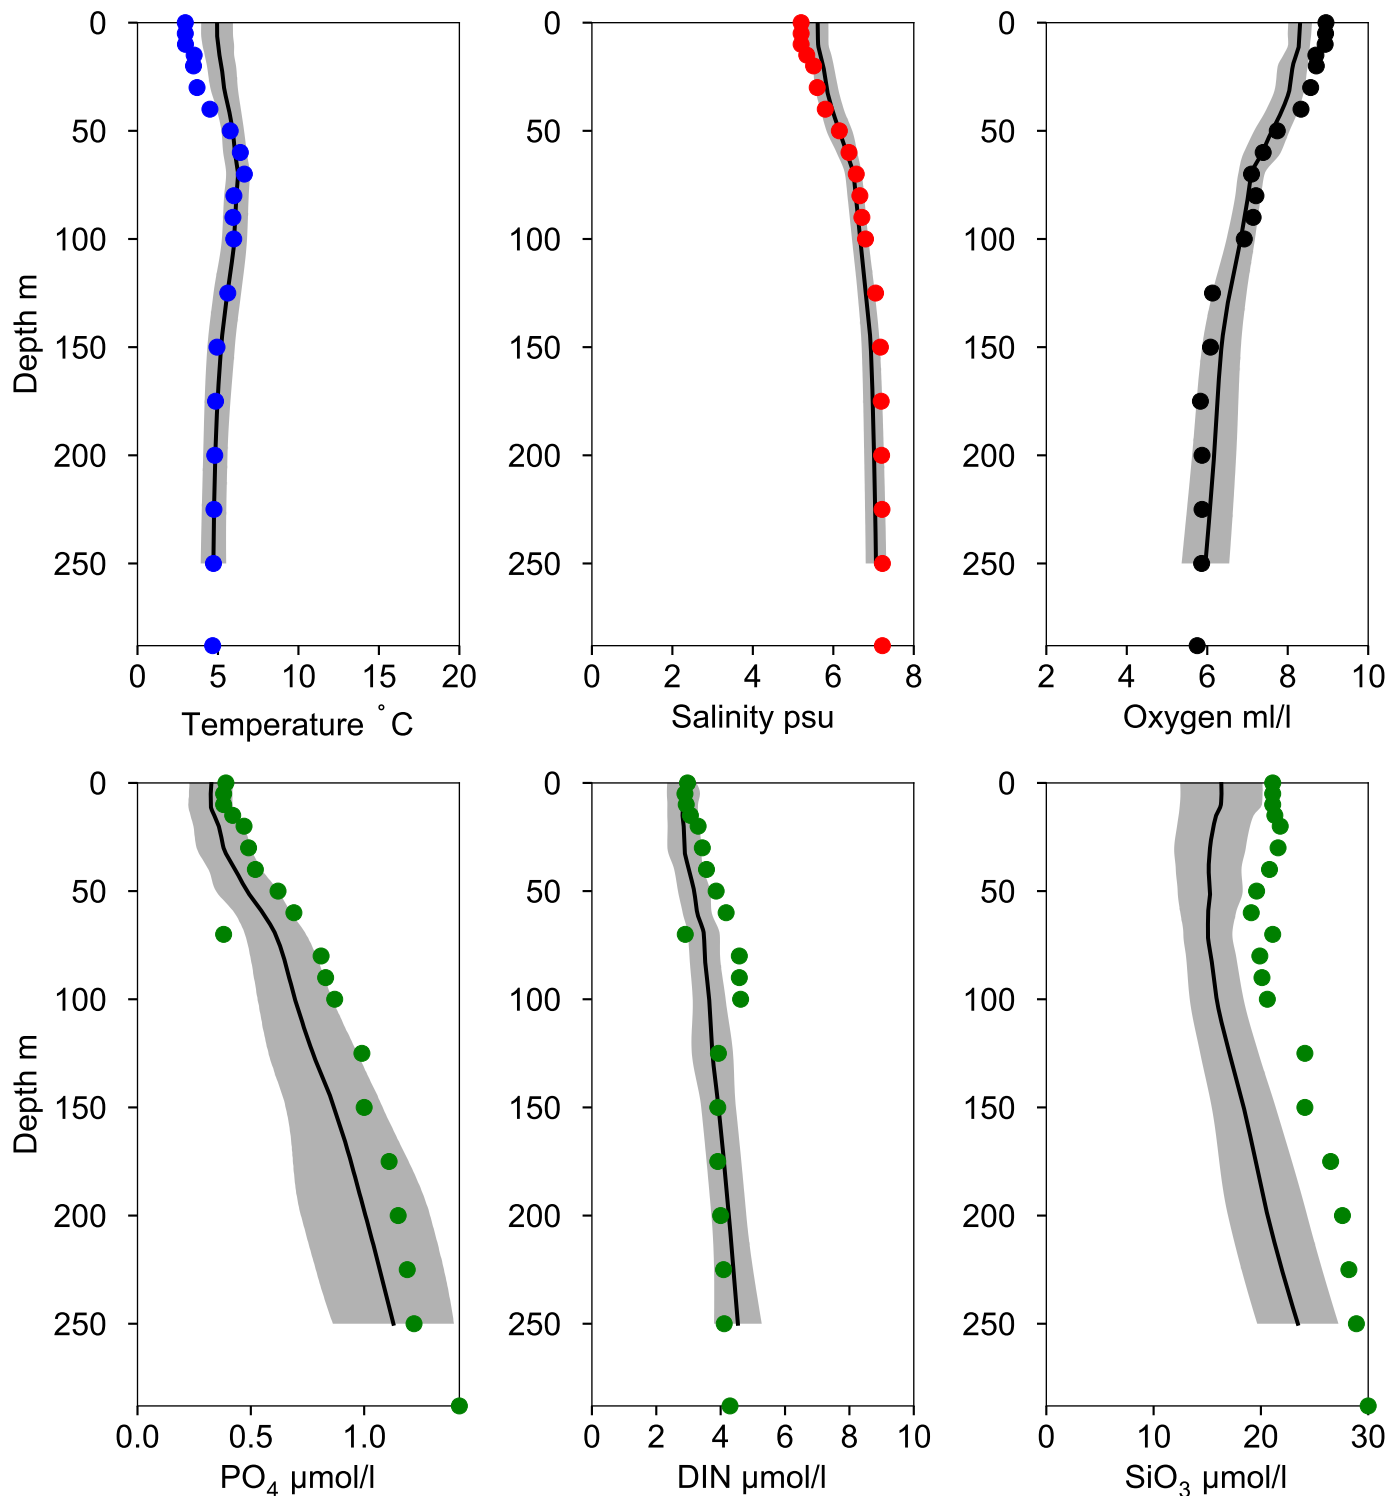 0 0 0
50 50 50
100 100 100
150 150 150
200 200 200
250 250 250
Depth m
0 5 10 15 20 0 2 4 6 8 2 4 6 8 10
Temperature °C Salinity psu Oxygen ml/l
0 0 0
50 50 50
100 100 100
150 150 150
200 200 200
250 250 250
Depth m
0.0 0.5 1.0 0 2 4 6 8 10 0 10 20 30
PO₄ µmol/l DIN µmol/l SiO₃ µmol/l